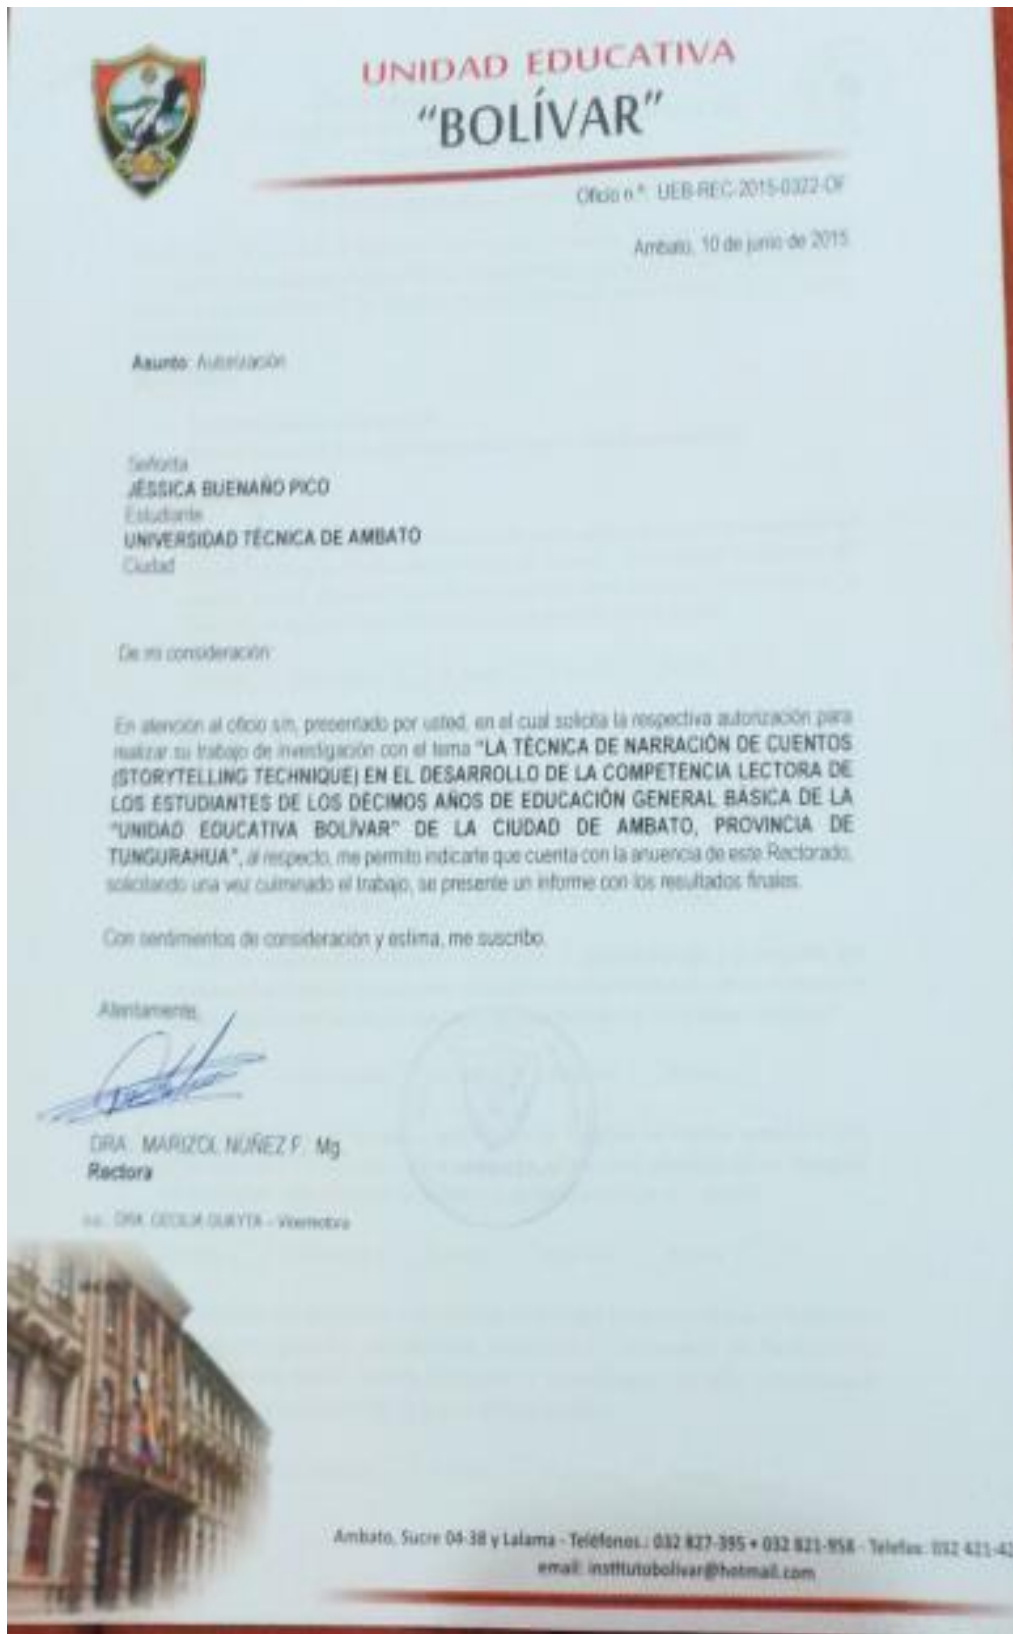 UNIDAD EDUCATIVA
"BOLÍVAR"
Oficio n.º. UEB-REC-2015-0322-OF
Ambato, 10 de junio de 2015
Asunto: Autorización
Señorita
JÉSSICA BUENAÑO PICO
Estudiante
UNIVERSIDAD TÉCNICA DE AMBATO
Ciudad
De mi consideración:
En atención al oficio s/n, presentado por usted, en el cual solicita la respectiva autorización para
realizar su trabajo de investigación con el tema "LA TÉCNICA DE NARRACIÓN DE CUENTOS
(STORYTELLING TECHNIQUE) EN EL DESARROLLO DE LA COMPETENCIA LECTORA DE
LOS ESTUDIANTES DE LOS DÉCIMOS AÑOS DE EDUCACIÓN GENERAL BÁSICA DE LA
"UNIDAD EDUCATIVA BOLÍVAR" DE LA CIUDAD DE AMBATO, PROVINCIA DE
TUNGURAHUA", al respecto, me permito indicarle que cuenta con la anuencia de este Rectorado,
solicitando una vez culminado el trabajo, se presente un informe con los resultados finales.
Con sentimientos de consideración y estima, me suscribo.
Atentamente,
DRA. MARIZOL NÚÑEZ F. Mg.
Rectora
DRA. CECILIA GUAYTA - Vicerrectora
Ambato, Sucre 04-38 y Lalama - Teléfonos.: 032 827-395 • 032 821-958 - Telefax: 032 421-42
email: institutobolivar@hotmail.com